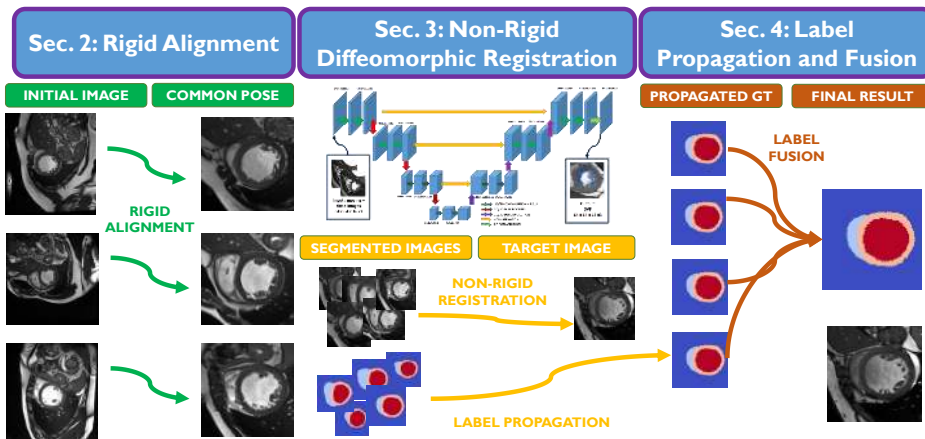 Sec. 2: Rigid Alignment
Sec. 3: Non-Rigid
Diffeomorphic Registration
Sec. 4: Label
Propagation and Fusion
INITIAL IMAGE
COMMON POSE
RIGID
ALIGNMENT
SEGMENTED IMAGES
TARGET IMAGE
NON-RIGID
REGISTRATION
LABEL PROPAGATION
PROPAGATED GT
FINAL RESULT
LABEL
FUSION